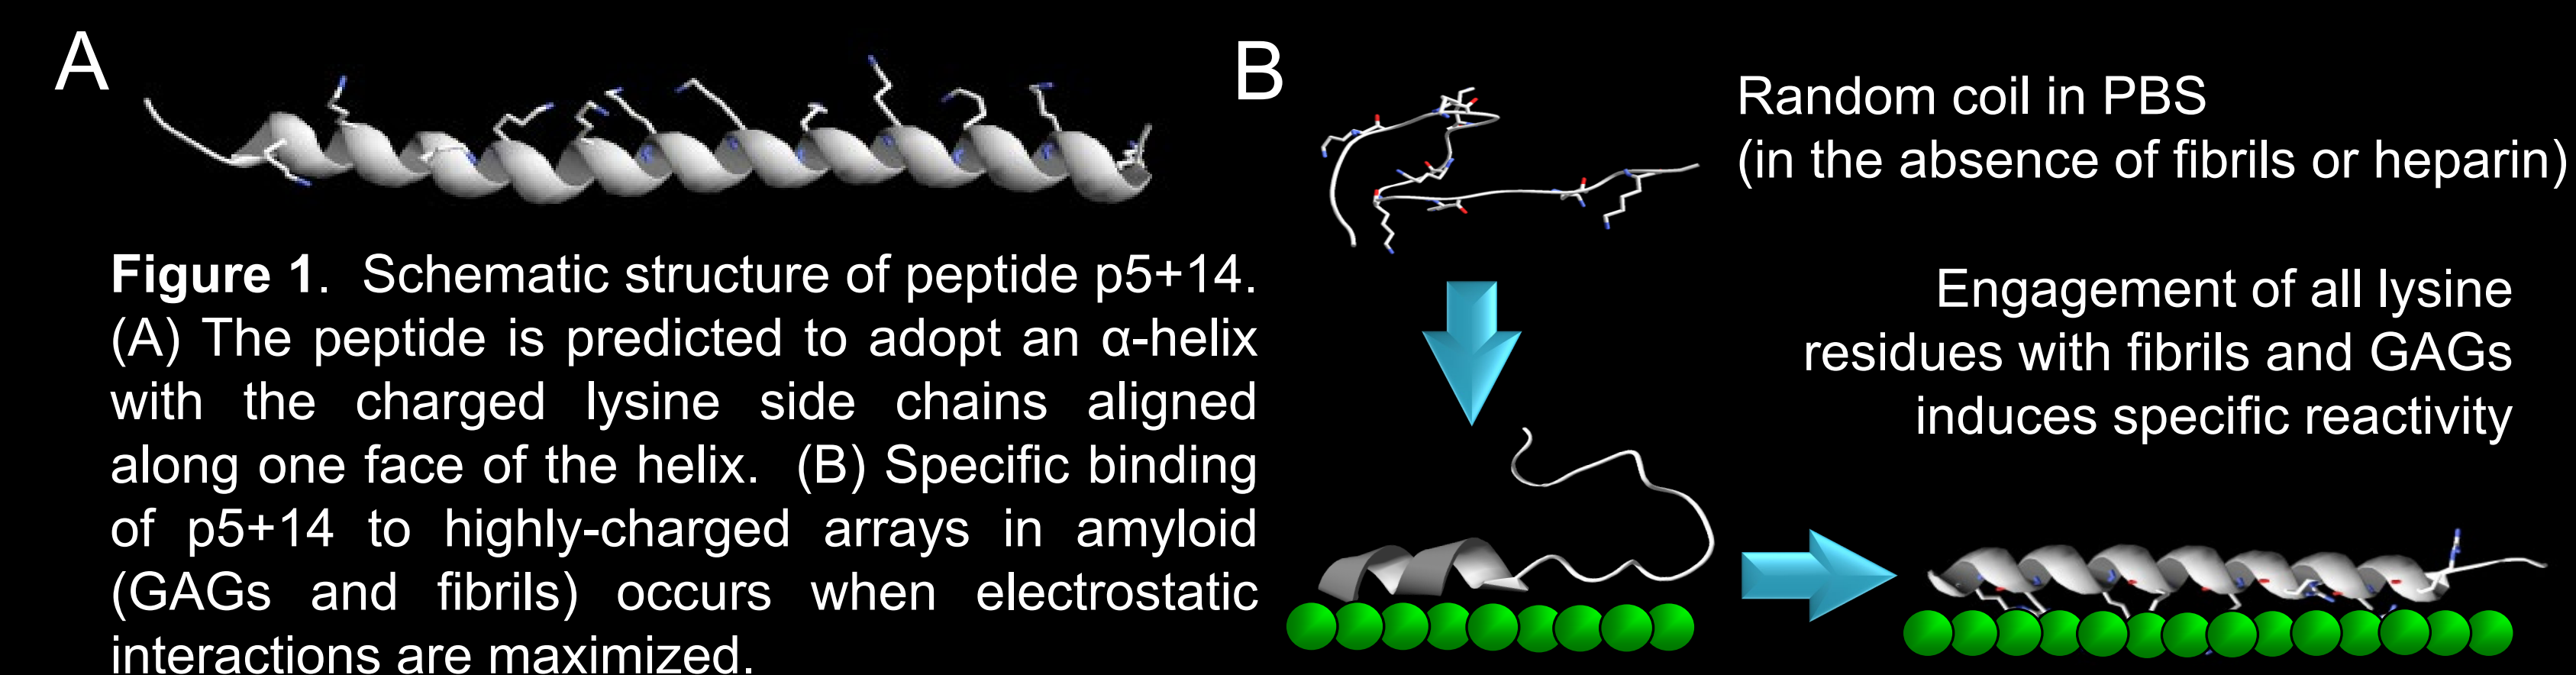 A
Figure 1. Schematic structure of peptide p5+14.
(A) The peptide is predicted to adopt an α-helix
with the charged lysine side chains aligned
along one face of the helix. (B) Specific binding
of p5+14 to highly-charged arrays in amyloid
(GAGs and fibrils) occurs when electrostatic
interactions are maximized.
B
Random coil in PBS
(in the absence of fibrils or heparin)
Engagement of all lysine
residues with fibrils and GAGs
induces specific reactivity